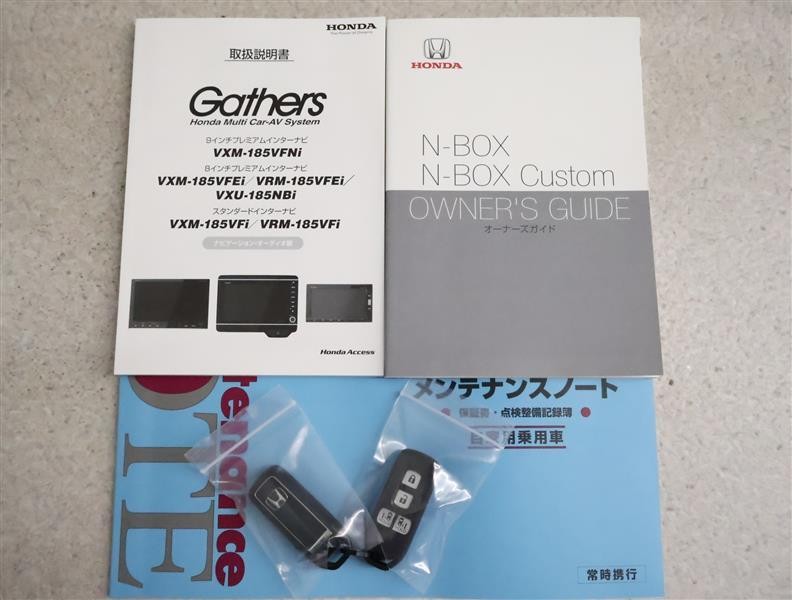 HONDA
The Power of Dreams
取扱説明書
Gathers
Honda Multi Car-AV System
9インチプレミアムインターナビ
VXM-185VFNi
8インチプレミアムインターナビ
VXM-185VFEi/VRM-185VFEi/
VXU-185NBi
スタンダードインターナビ
VXM-185VFi/VRM-185VFi
ナビゲーション・オーディオ編
Honda Access
HONDA
N-BOX
N-BOX Custom
OWNER'S GUIDE
オーナーズガイド
メンテナンスノート
保証書・点検整備記録簿
自家用乗用車
常時携行
tenance
OTE